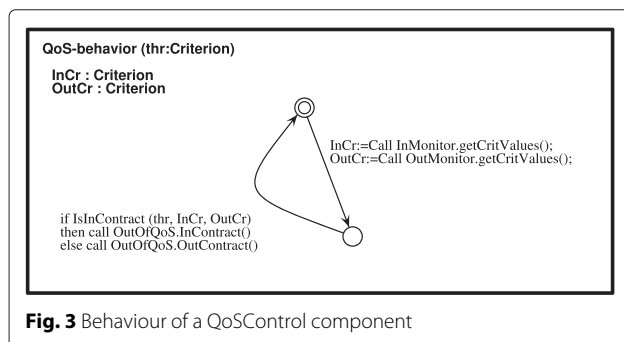 QoS-behavior (thr:Criterion)
InCr : Criterion
OutCr : Criterion
InCr:=Call InMonitor.getCritValues();
OutCr:=Call OutMonitor.getCritValues();
if IsInContract (thr, InCr, OutCr)
then call OutOfQoS.InContract()
else call OutOfQoS.OutContract()
Fig. 3 Behaviour of a QoSControl component